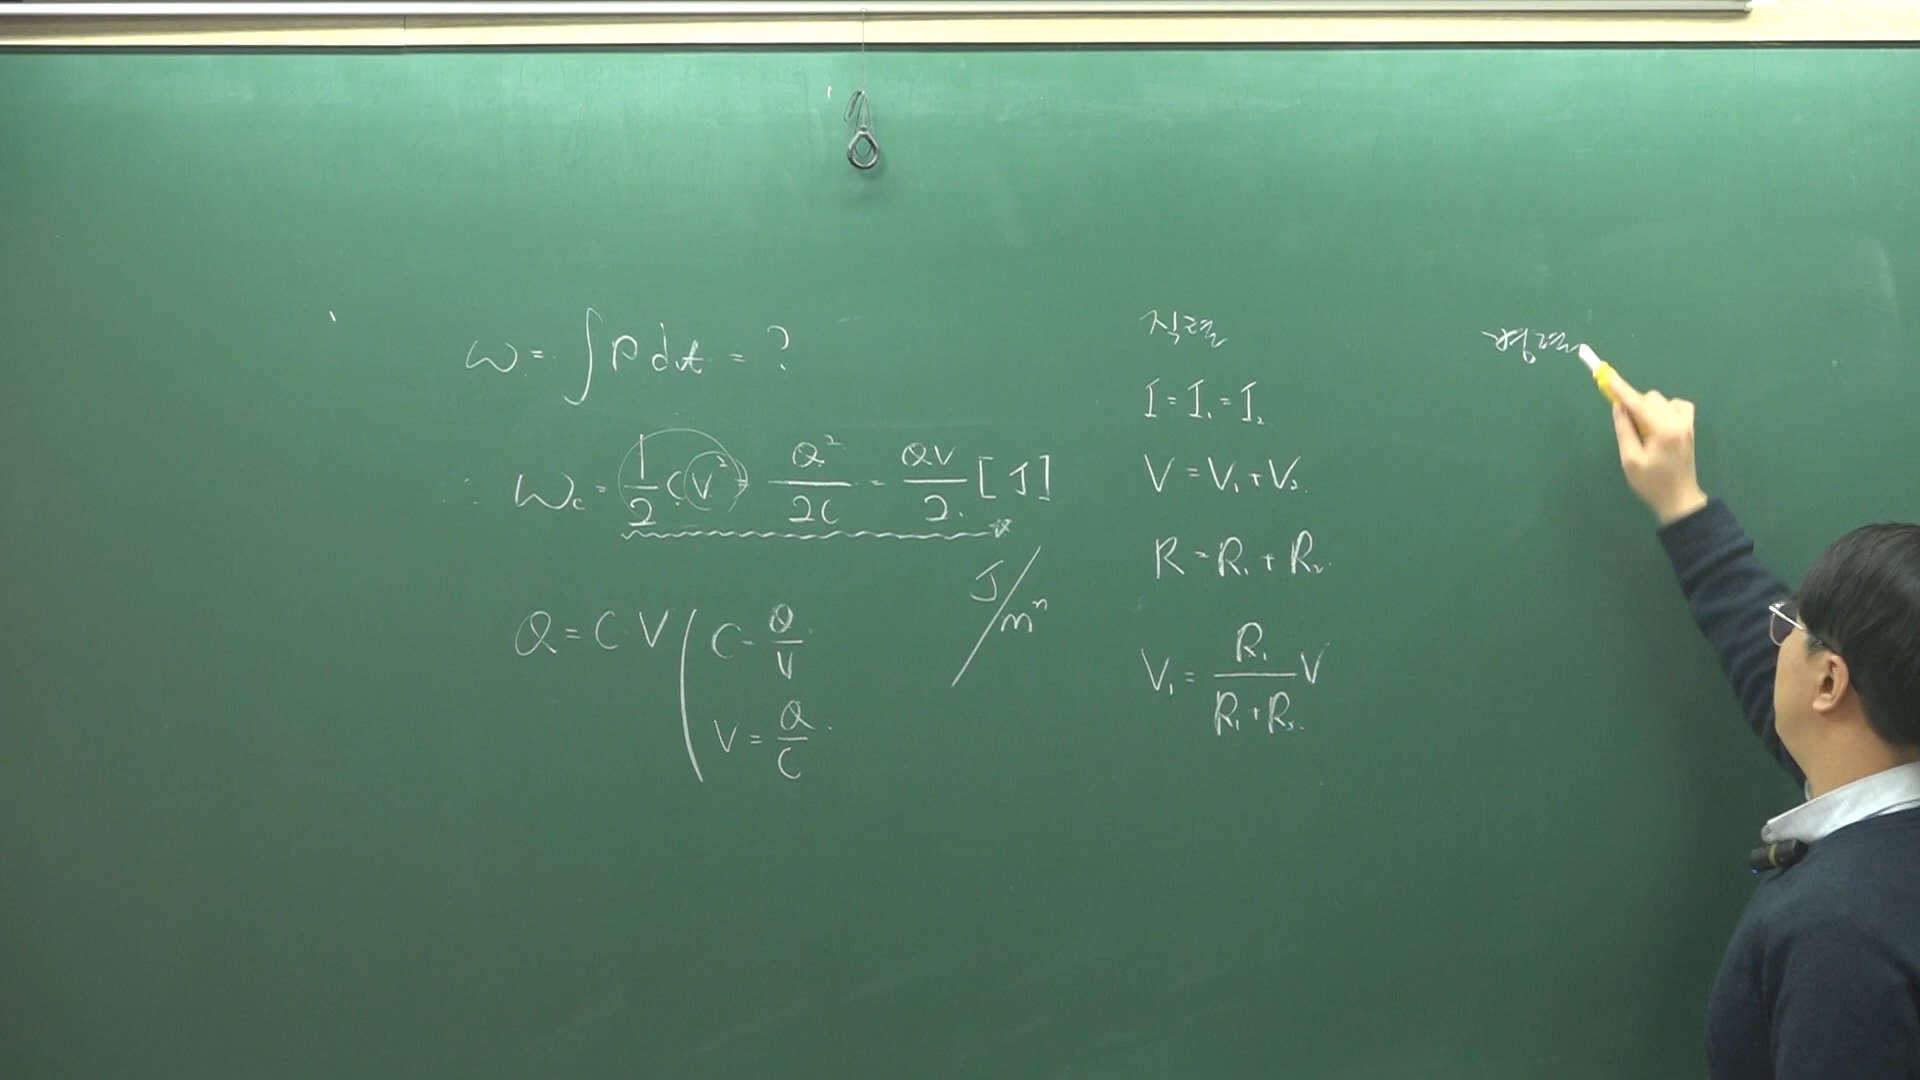 W = ∫ P dt = ?
∴ Wc = 1/2 CV² = Q²/2C = QV/2 [J]
J/mⁿ
Q = C·V
C = Q/V
V = Q/C
직렬
I = I₁ = I₂
V = V₁ + V₂
R = R₁ + R₂
V₁ = R₁/(R₁+R₂) V
병렬